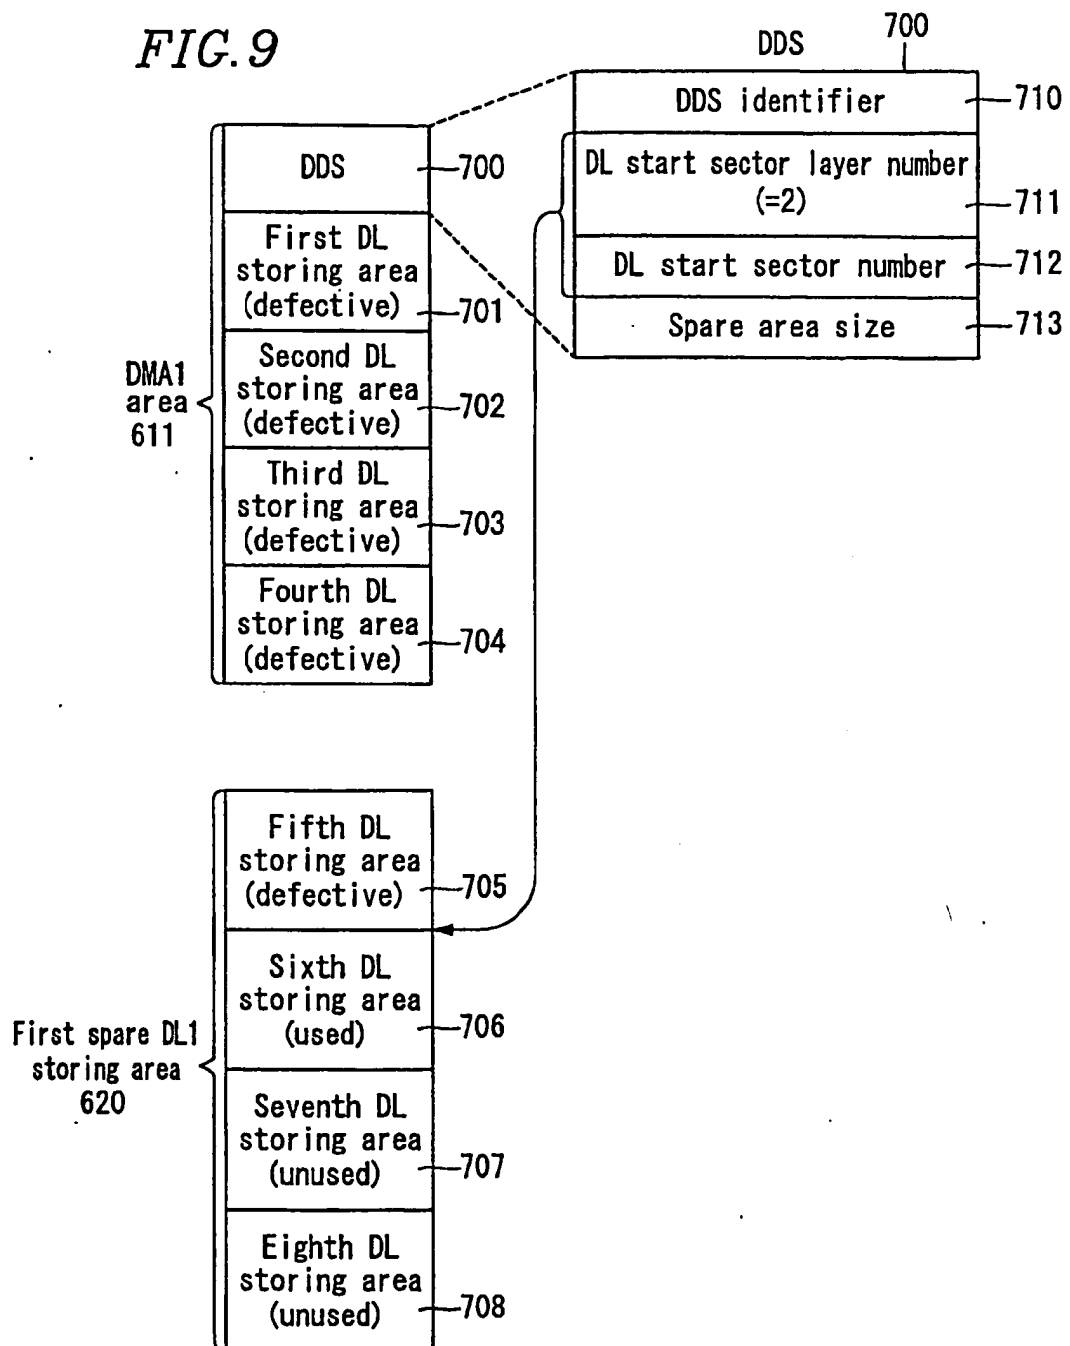 FIG. 9
DDS
700
DDS identifier
710
DL start sector layer number
(=2)
711
DL start sector number
712
Spare area size
713
DDS
700
First DL
storing area
(defective)
701
Second DL
storing area
(defective)
702
Third DL
storing area
(defective)
703
Fourth DL
storing area
(defective)
704
DMA1
area
611
Fifth DL
storing area
(defective)
705
Sixth DL
storing area
(used)
706
Seventh DL
storing area
(unused)
707
Eighth DL
storing area
(unused)
708
First spare DL1
storing area
620